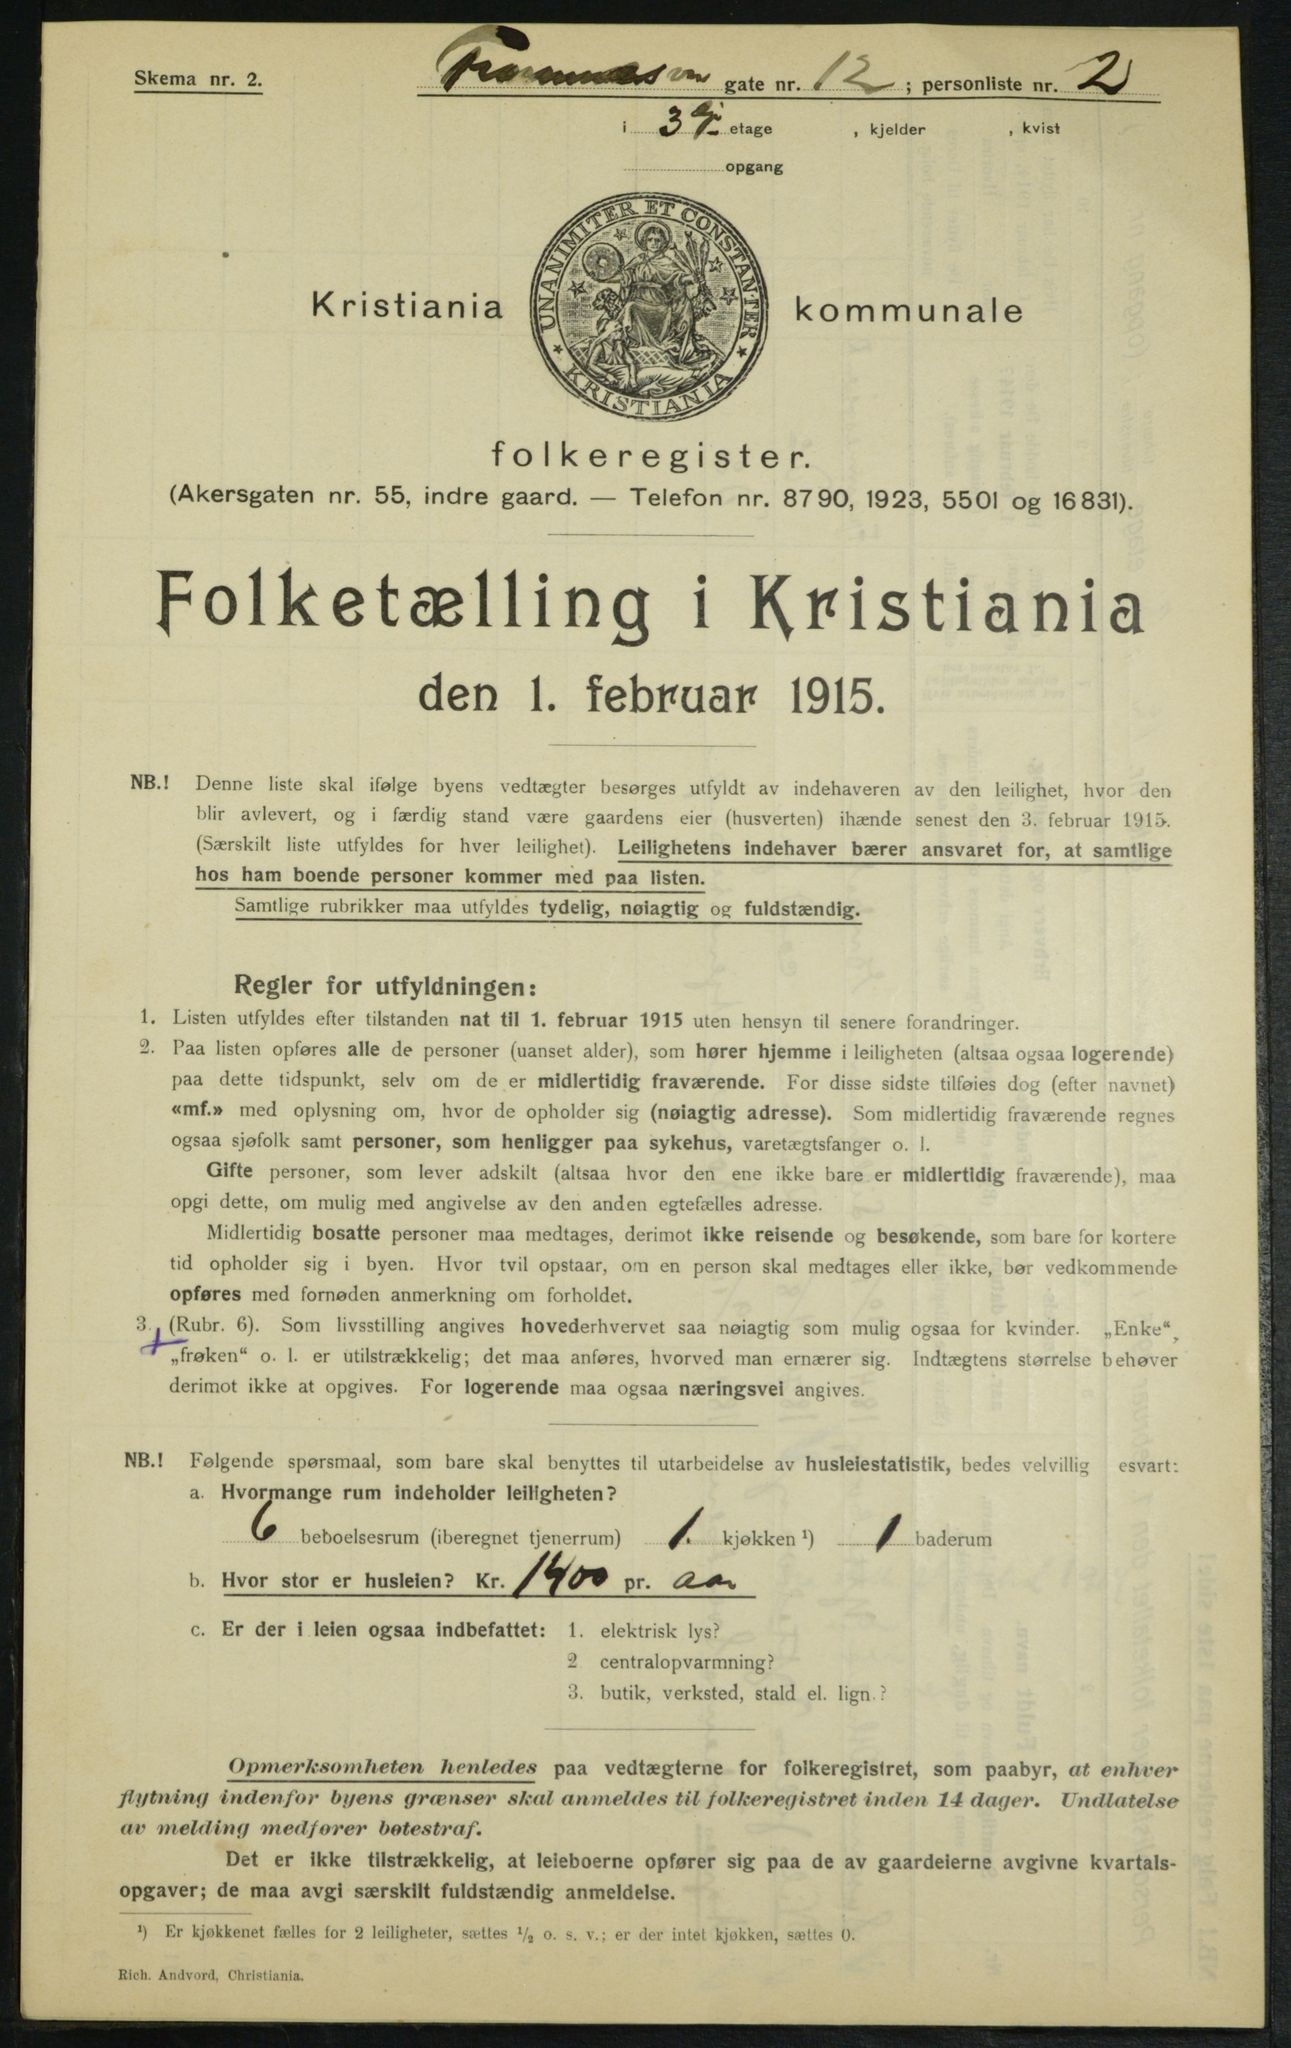 Skema nr. 2.
gate nr. 12 ; personliste nr. 2
i 3dje etage , kjelder , kvist
opgang
UNANIMITER ET CONSTANTER
KRISTIANIA
Kristiania kommunale
folkeregister.
(Akersgaten nr. 55, indre gaard. — Telefon nr. 8790, 1923, 5501 og 16831).
Folketælling i Kristiania
den 1. februar 1915.
NB.! Denne liste skal ifølge byens vedtægter besørges utfyldt av indehaveren av den leilighet, hvor den
blir avlevert, og i færdig stand være gaardens eier (husverten) ihænde senest den 3. februar 1915.
(Særskilt liste utfyldes for hver leilighet). Leilighetens indehaver bærer ansvaret for, at samtlige
hos ham boende personer kommer med paa listen.
Samtlige rubrikker maa utfyldes tydelig, nøiagtig og fuldstændig.
Regler for utfyldningen:
1. Listen utfyldes efter tilstanden nat til 1. februar 1915 uten hensyn til senere forandringer.
2. Paa listen opføres alle de personer (uanset alder), som hører hjemme i leiligheten (altsaa ogsaa logerende)
paa dette tidspunkt, selv om de er midlertidig fraværende. For disse sidste tilføies dog (efter navnet)
«mf.» med oplysning om, hvor de opholder sig (nøiagtig adresse). Som midlertidig fraværende regnes
ogsaa sjøfolk samt personer, som henligger paa sykehus, varetægtsfanger o. l.
Gifte personer, som lever adskilt (altsaa hvor den ene ikke bare er midlertidig fraværende), maa
opgi dette, om mulig med angivelse av den anden egtefælles adresse.
Midlertidig bosatte personer maa medtages, derimot ikke reisende og besøkende, som bare for kortere
tid opholder sig i byen. Hvor tvil opstaar, om en person skal medtages eller ikke, bør vedkommende
opføres med fornøden anmerkning om forholdet.
3. (Rubr. 6). Som livsstilling angives hovederhvervet saa nøiagtig som mulig ogsaa for kvinder. „Enke“,
„frøken“ o. l. er utilstrækkelig; det maa anføres, hvorved man ernærer sig. Indtægtens størrelse behøver
derimot ikke at opgives. For logerende maa ogsaa næringsvei angives.
NB.! Følgende spørsmaal, som bare skal benyttes til utarbeidelse av husleiestatistik, bedes velvillig esvart:
a. Hvormange rum indeholder leiligheten?
6 beboelsesrum (iberegnet tjenerrum) 1. kjøkken ¹) 1 baderum
b. Hvor stor er husleien? Kr. 1400 pr. aar
c. Er der i leien ogsaa indbefattet: 1. elektrisk lys?
2 centralopvarmning?
3. butik, verksted, stald el. lign.?
Opmerksomheten henledes paa vedtægterne for folkeregistret, som paabyr, at enhver
flytning indenfor byens grænser skal anmeldes til folkeregistret inden 14 dager. Undlatelse
av melding medfører bøtestraf.
Det er ikke tilstrækkelig, at leieboerne opfører sig paa de av gaardeierne avgivne kvartals-
opgaver; de maa avgi særskilt fuldstændig anmeldelse.
¹) Er kjøkkenet fælles for 2 leiligheter, sættes ½ o. s. v.; er der intet kjøkken, sættes 0.
Rich. Andvord, Christiania.